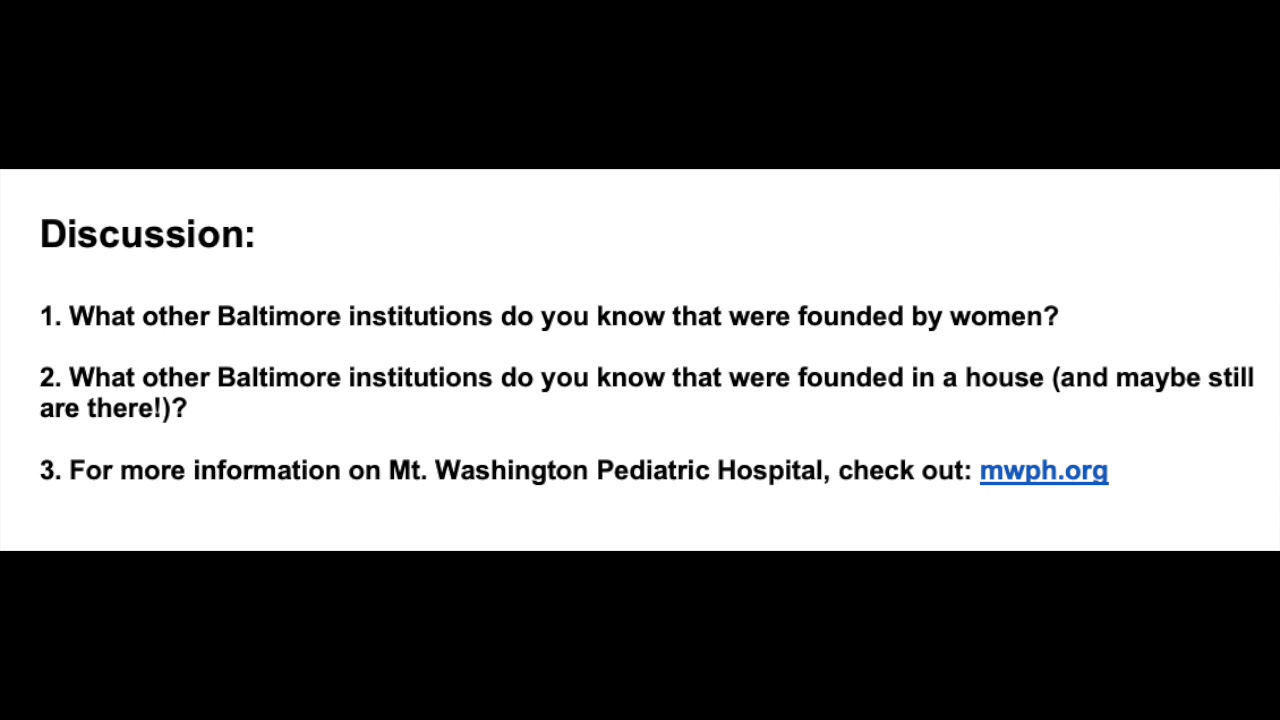 Discussion:
1. What other Baltimore institutions do you know that were founded by women?
2. What other Baltimore institutions do you know that were founded in a house (and maybe still
are there!)?
3. For more information on Mt. Washington Pediatric Hospital, check out: mwph.org